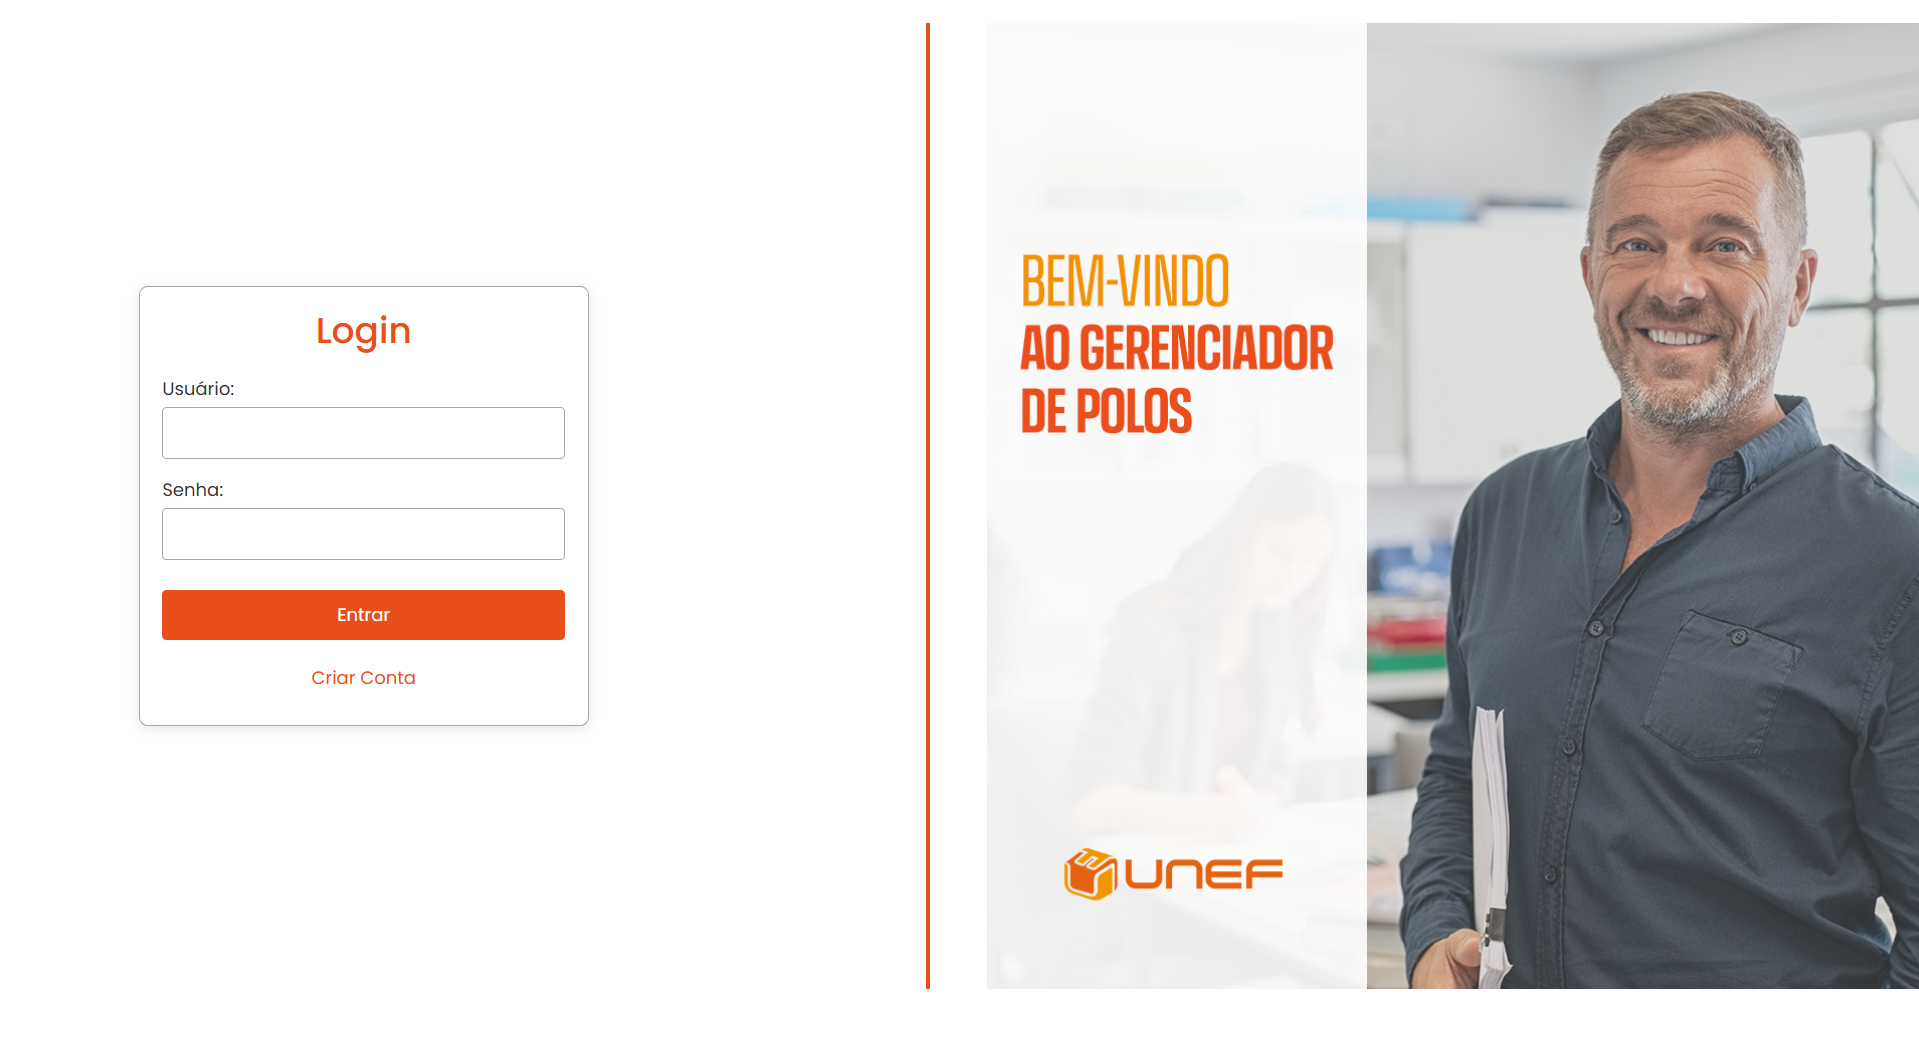 Login
Usuário:
Senha:
Entrar
Criar Conta
BEM-VINDO
AO GERENCIADOR
DE POLOS
UNEF